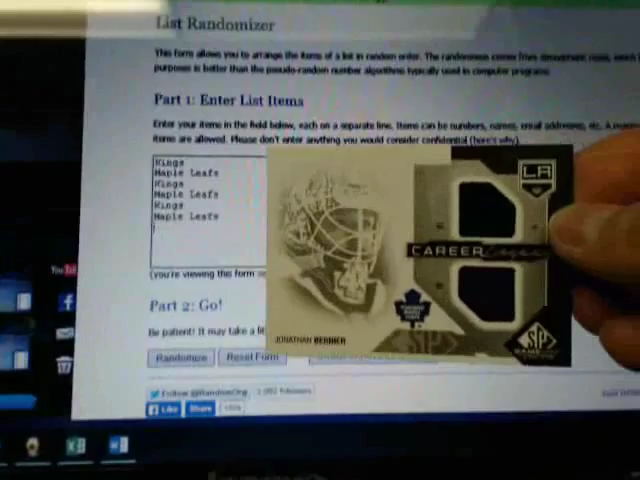 List Randomizer
This form allows you to arrange the items of a list in random order. The randomness comes from atmospheric noise, which
purposes is better than the pseudo-random number algorithms typically used in computer programs.
Part 1: Enter List Items
Enter your items in the field below, each on a separate line. Items can be numbers, names, email addresses, etc. A
items are allowed. Please don't enter anything you would consider confidential (here's why).
Kings
Maple Leafs
Kings
Maple Leafs
Kings
Maple Leafs
(you're viewing this form
Part 2: Go!
Be patient! It may take a
Randomize
Reset Form
Follow @RandomOrg
followers
Like
Share
You
LA
CAREER
JONATHAN BERNIER
SP